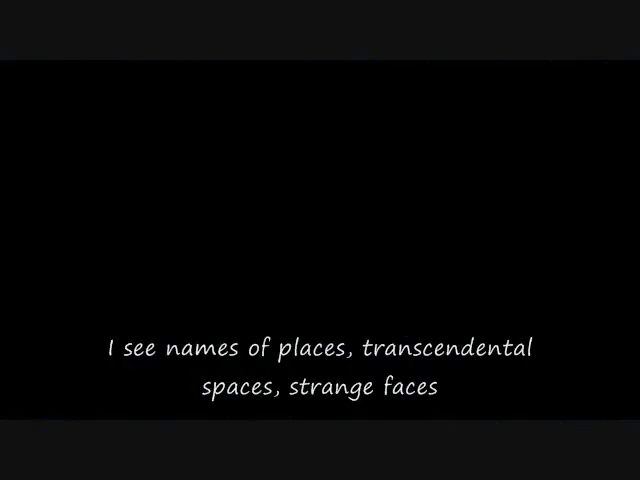 I see names of places, transcendental
spaces, strange faces